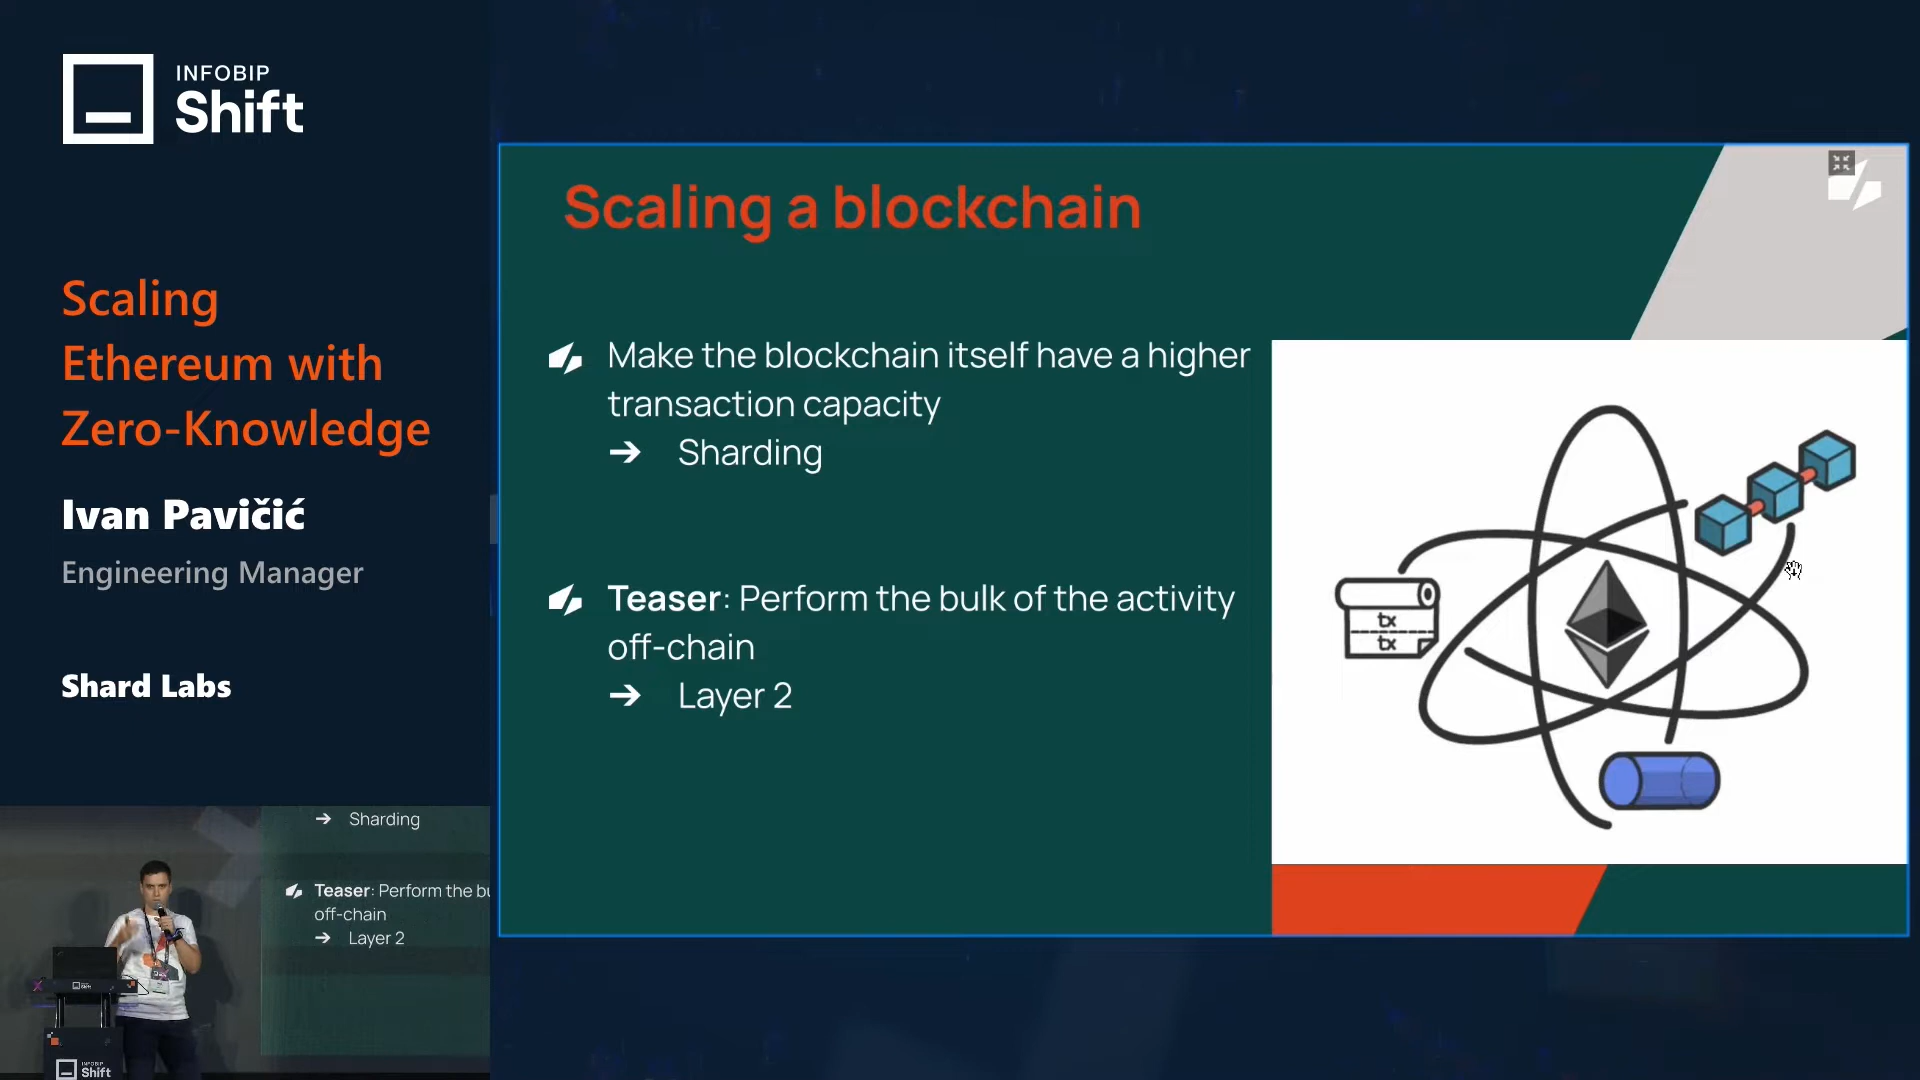 INFOBIP
Shift
Scaling
Ethereum with
Zero-Knowledge
Ivan Pavičić
Engineering Manager
Shard Labs
Scaling a blockchain
Make the blockchain itself have a higher
transaction capacity
➔ Sharding
Teaser: Perform the bulk of the activity
off-chain
➔ Layer 2
tx
tx
➔ Sharding
Teaser: Perform the bu
off-chain
➔ Layer 2
INFOBIP
Shift